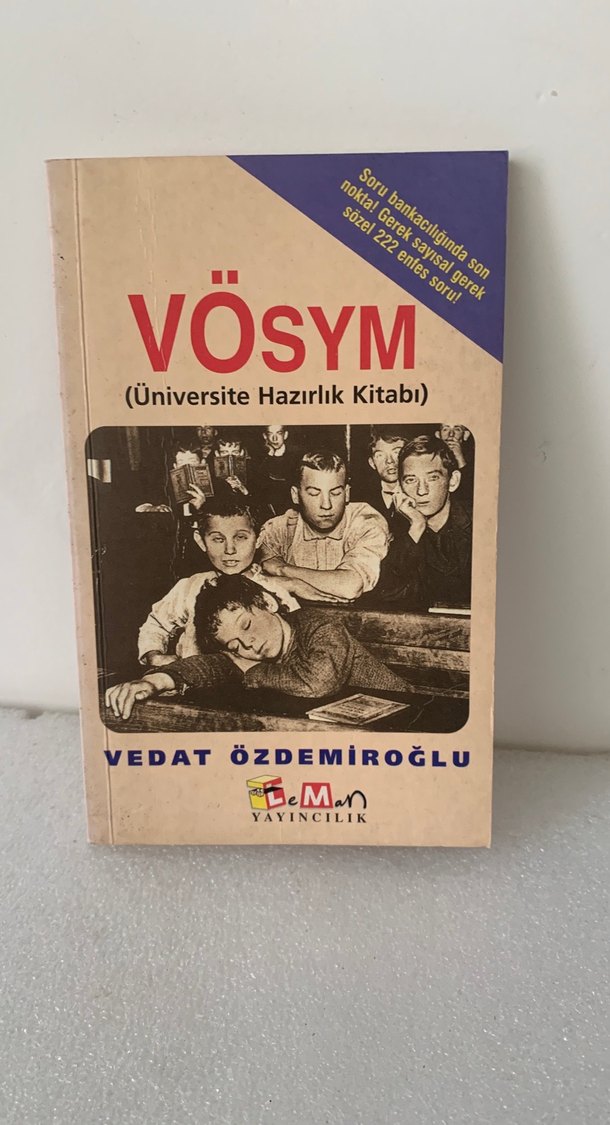 Soru bankacılığında son
nokta! Gerek sayısal gerek
sözel 222 enfes soru!
VÖSYM
(Üniversite Hazırlık Kitabı)
VEDAT ÖZDEMİROĞLU
LeMan
YAYINCILIK